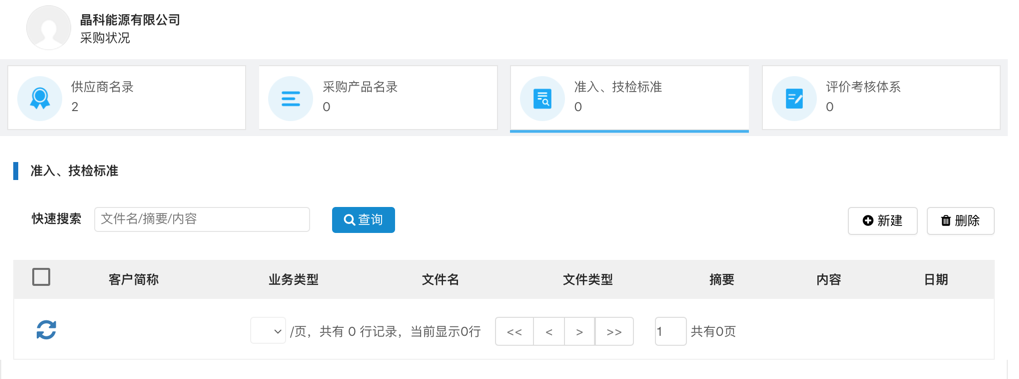 晶科能源有限公司
采购状况
供应商名录
2
采购产品名录
0
准入、技检标准
0
评价考核体系
0
准入、技检标准
快速搜索 文件名/摘要/内容 查询 新建 删除
客户简称 业务类型 文件名 文件类型 摘要 内容 日期
/页，共有 0 行记录，当前显示0行 << < > >> 1 共有0页